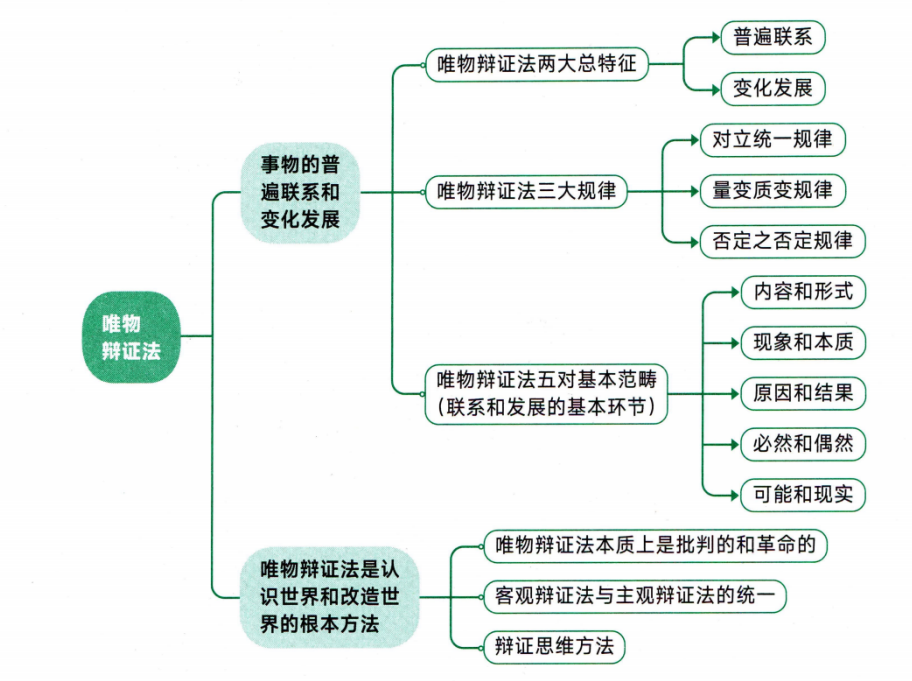 唯物
辩证法
事物的普
遍联系和
变化发展
唯物辩证法两大总特征
普遍联系
变化发展
唯物辩证法三大规律
对立统一规律
量变质变规律
否定之否定规律
唯物辩证法五对基本范畴
（联系和发展的基本环节）
内容和形式
现象和本质
原因和结果
必然和偶然
可能和现实
唯物辩证法是认
识世界和改造世
界的根本方法
唯物辩证法本质上是批判的和革命的
客观辩证法与主观辩证法的统一
辩证思维方法